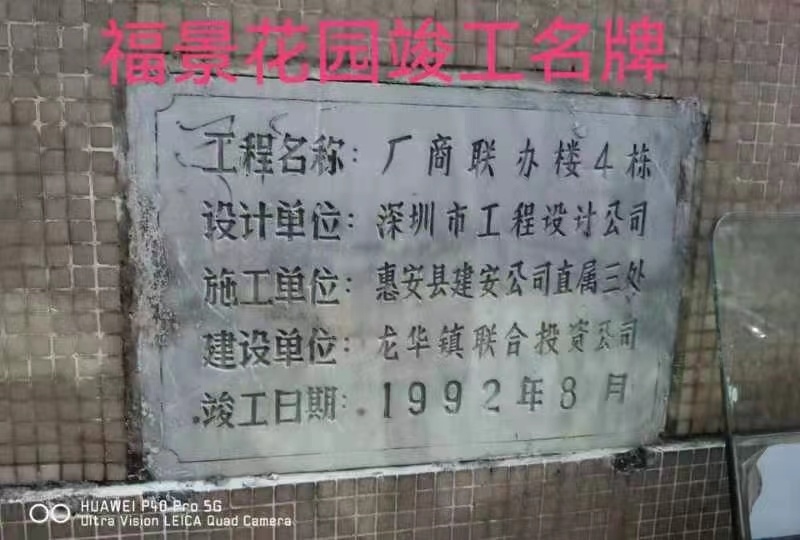 福景花园竣工名牌
工程名称：厂商联办楼4栋
设计单位：深圳市工程设计公司
施工单位：惠安县建安公司直属三处
建设单位：龙华镇联合投资公司
竣工日期：1992年8月
HUAWEI P40 Pro 5G
Ultra Vision LEICA Quad Camera